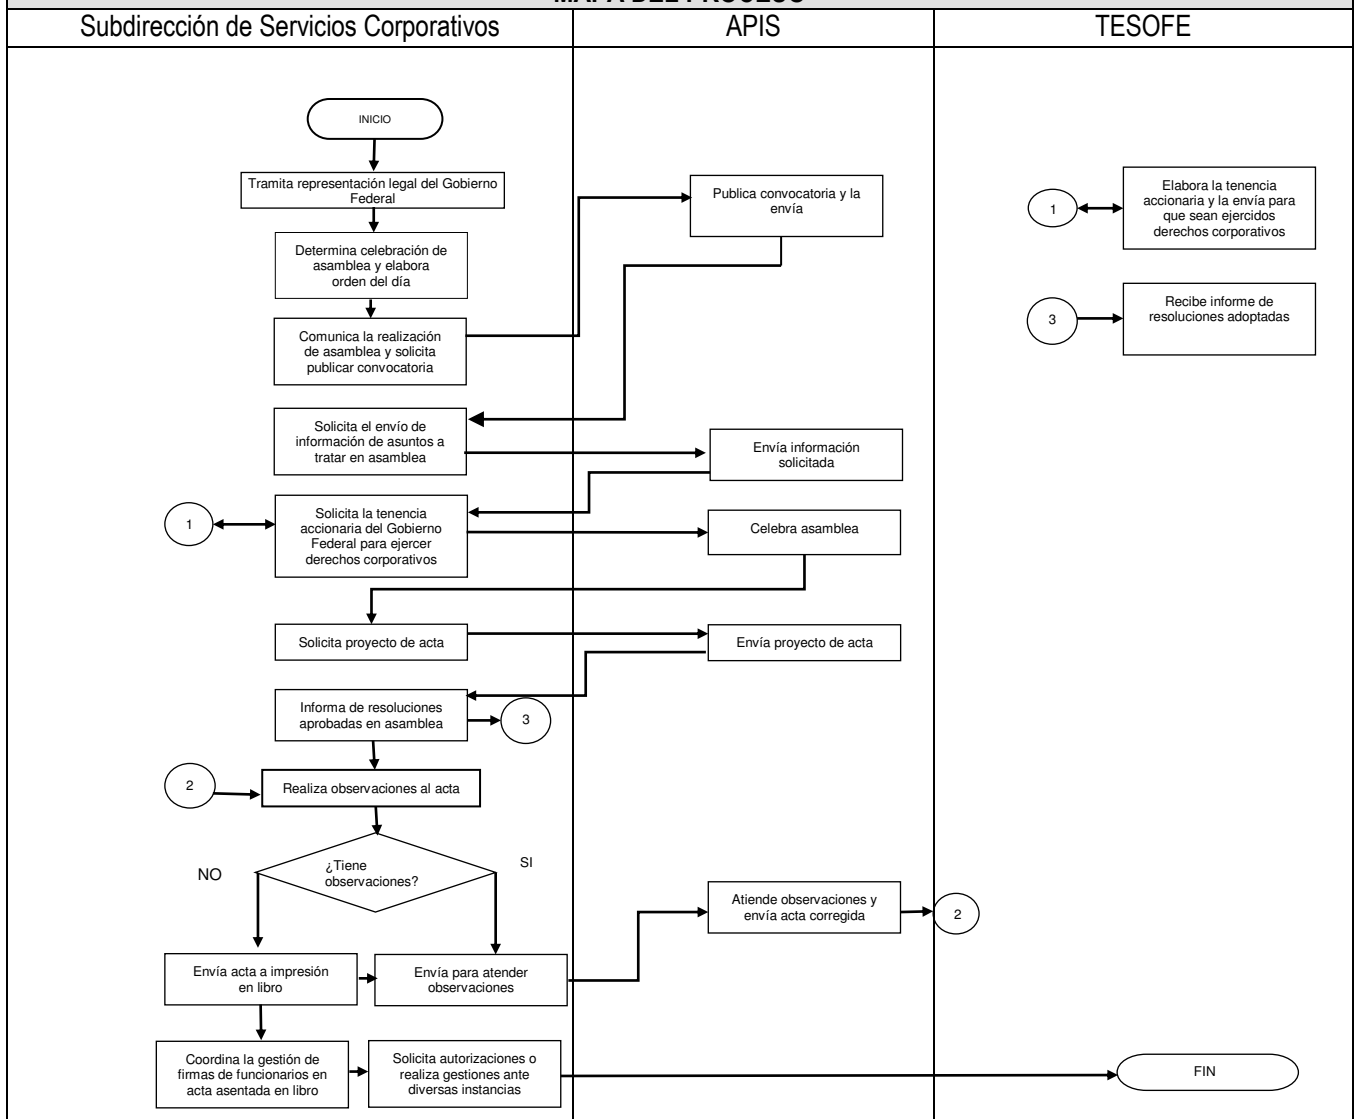 MAPA DEL PROCESO
Subdirección de Servicios Corporativos
APIS
TESOFE
INICIO
Tramita representación legal del Gobierno
Federal
Determina celebración de
asamblea y elabora
orden del día
Comunica la realización
de asamblea y solicita
publicar convocatoria
Publica convocatoria y la
envía
1
Elabora la tenencia
accionaria y la envía para
que sean ejercidos
derechos corporativos
3
Recibe informe de
resoluciones adoptadas
Solicita el envío de
información de asuntos a
tratar en asamblea
Envía información
solicitada
1
Solicita la tenencia
accionaria del Gobierno
Federal para ejercer
derechos corporativos
Celebra asamblea
Solicita proyecto de acta
Envía proyecto de acta
Informa de resoluciones
aprobadas en asamblea
3
2
Realiza observaciones al acta
¿Tiene
observaciones?
NO
SI
Atiende observaciones y
envía acta corregida
2
Envía acta a impresión
en libro
Envía para atender
observaciones
Coordina la gestión de
firmas de funcionarios en
acta asentada en libro
Solicita autorizaciones o
realiza gestiones ante
diversas instancias
FIN